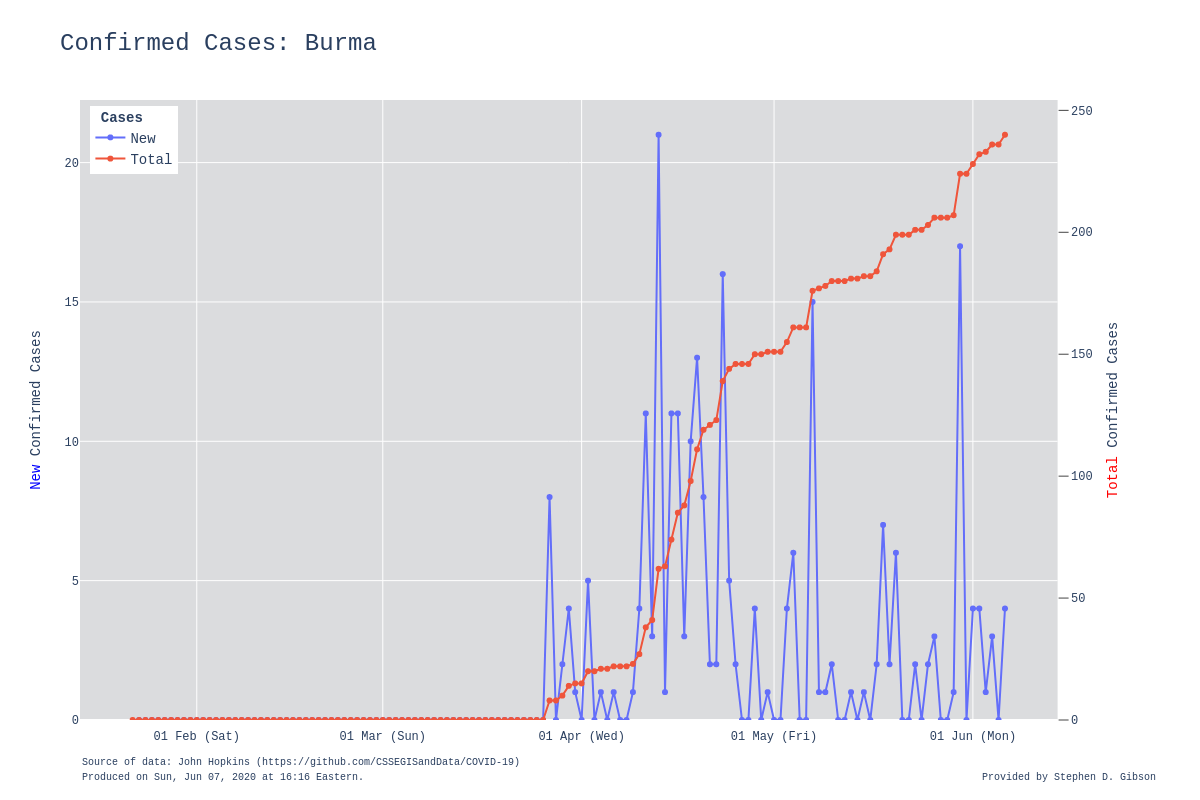 Confirmed Cases: Burma
Cases
New
Total
20
15
10
5
0
250
200
150
100
50
0
New Confirmed Cases
Total Confirmed Cases
01 Feb (Sat)
01 Mar (Sun)
01 Apr (Wed)
01 May (Fri)
01 Jun (Mon)
Source of data: John Hopkins (https://github.com/CSSEGISandData/COVID-19)
Produced on Sun, Jun 07, 2020 at 16:16 Eastern.
Provided by Stephen D. Gibson